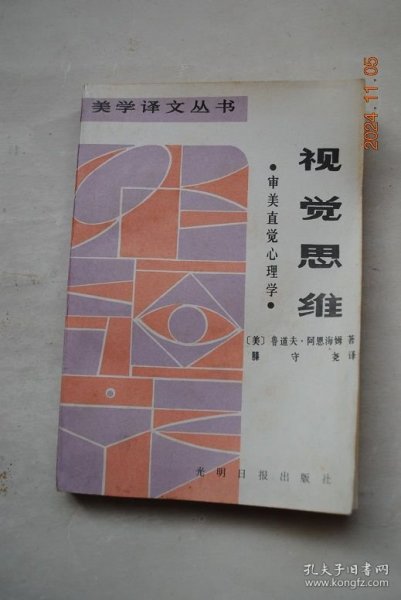 美学译文丛书
视觉思维
●审美直觉心理学●
〔美〕鲁道夫·阿恩海姆 著
滕守尧 译
光明日报出版社
2024.11.05
孔夫子旧书网
www.kongfz.com